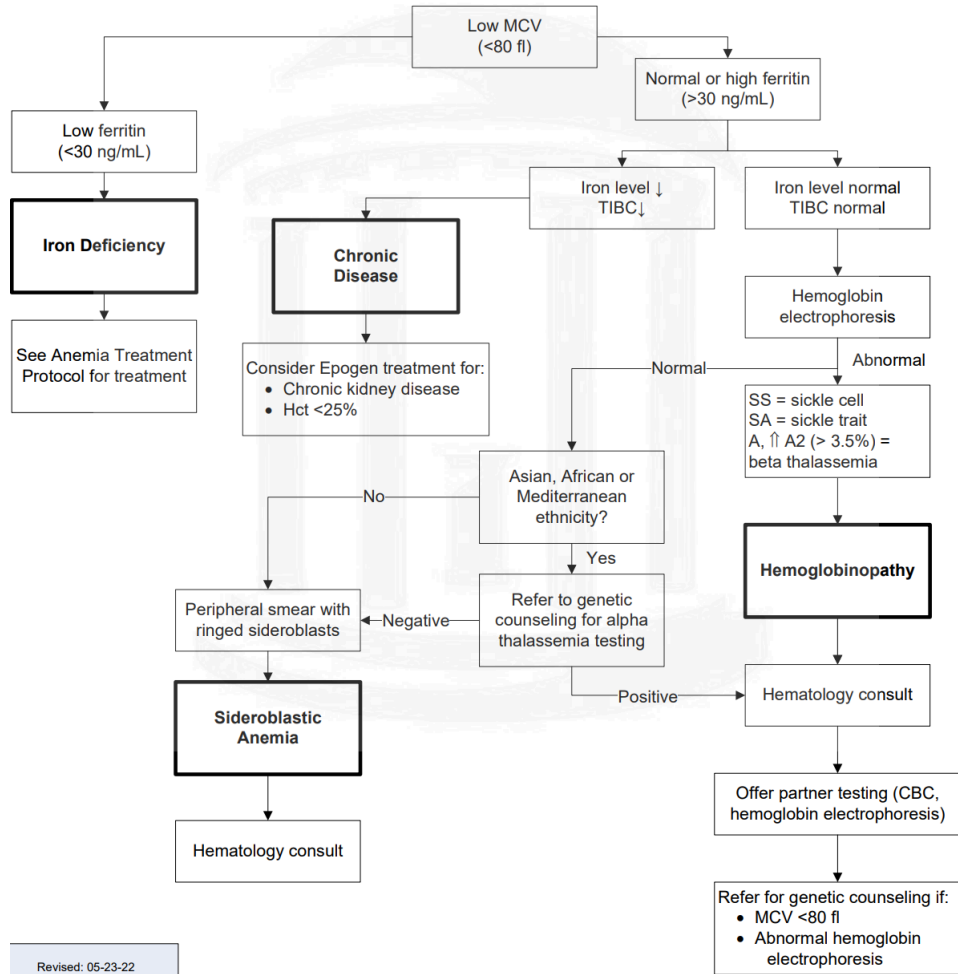 Low MCV
(<80 fl)
Normal or high ferritin
(>30 ng/mL)
Low ferritin
(<30 ng/mL)
Iron level ↓
TIBC↓
Iron level normal
TIBC normal
Iron Deficiency
Chronic
Disease
Hemoglobin
electrophoresis
See Anemia Treatment
Protocol for treatment
Consider Epogen treatment for:
• Chronic kidney disease
• Hct <25%
Normal
Abnormal
SS = sickle cell
SA = sickle trait
A, ⇑ A2 (> 3.5%) =
beta thalassemia
Asian, African or
Mediterranean
ethnicity?
No
Yes
Hemoglobinopathy
Peripheral smear with
ringed sideroblasts
Negative
Refer to genetic
counseling for alpha
thalassemia testing
Positive
Hematology consult
Sideroblastic
Anemia
Offer partner testing (CBC,
hemoglobin electrophoresis)
Hematology consult
Refer for genetic counseling if:
• MCV <80 fl
• Abnormal hemoglobin
electrophoresis
Revised: 05-23-22